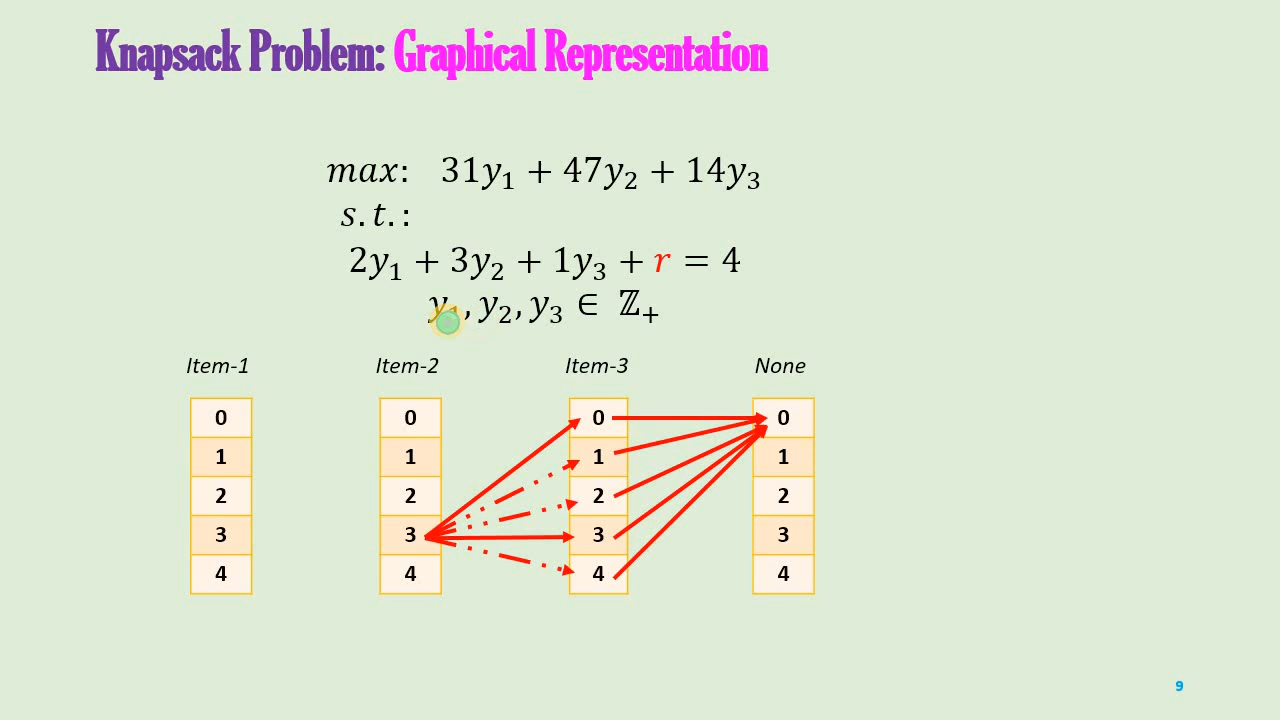 Knapsack Problem: Graphical Representation
max: 31y₁ + 47y₂ + 14y₃
s.t.:
2y₁ + 3y₂ + 1y₃ + r = 4
y₁, y₂, y₃ ∈ ℤ₊
Item-1 Item-2 Item-3 None
0 0 0 0
1 1 1 1
2 2 2 2
3 3 3 3
4 4 4 4
9